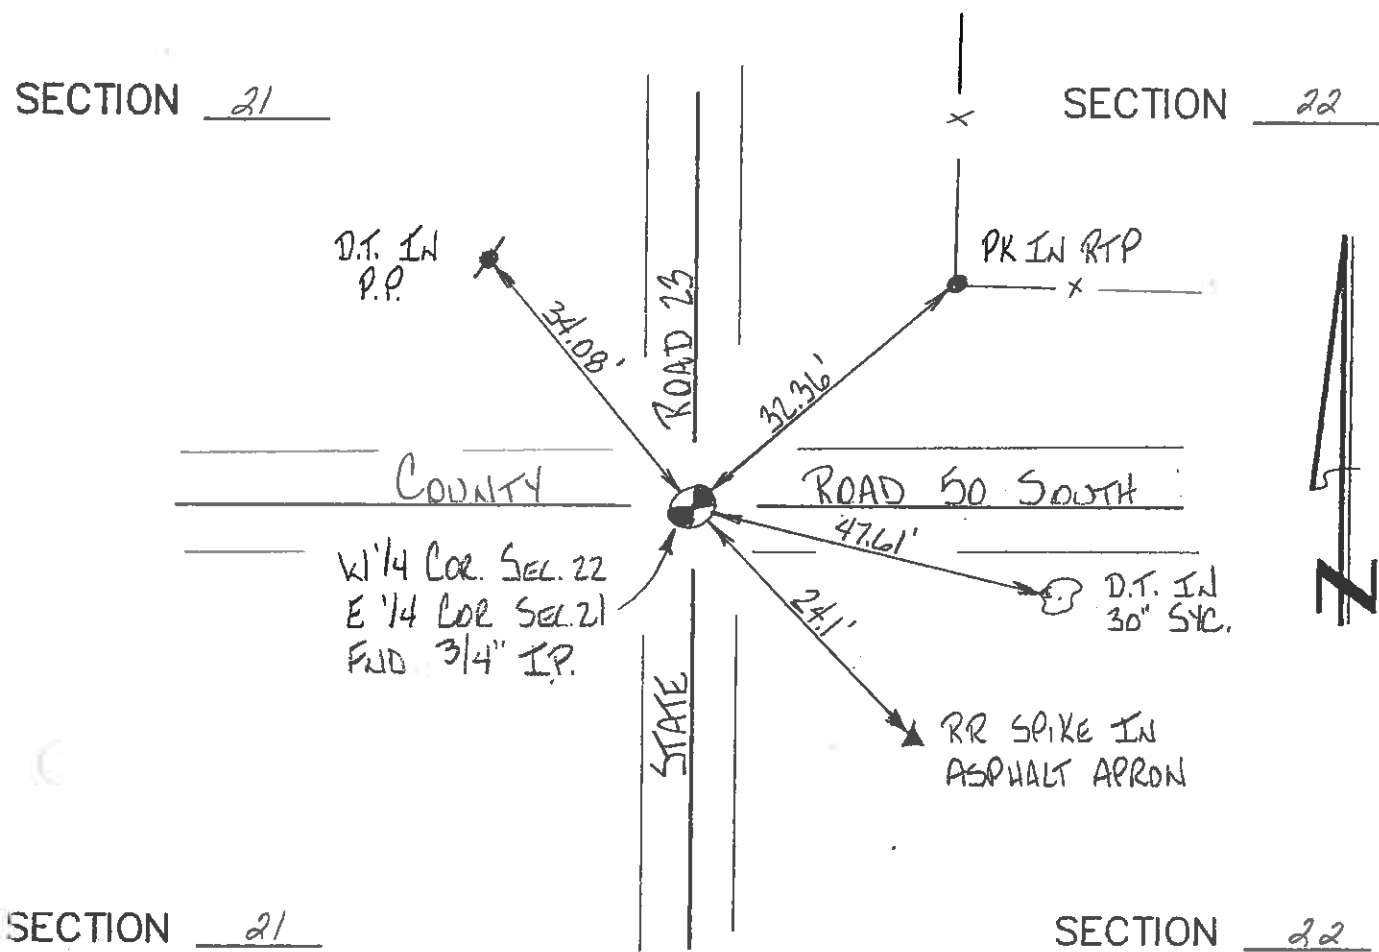 SECTION 21
SECTION 22
D.T. IN
P.P.
PK IN RTP
34.08'
ROAD 23
32.36'
COUNTY
ROAD 50 SOUTH
47.61'
W 1/4 COR. SEC. 22
E 1/4 COR SEC. 21
FND 3/4" I.P.
D.T. IN
30" SYC.
24.1'
STATE
RR SPIKE IN
ASPHALT APRON
N
SECTION 21
SECTION 22